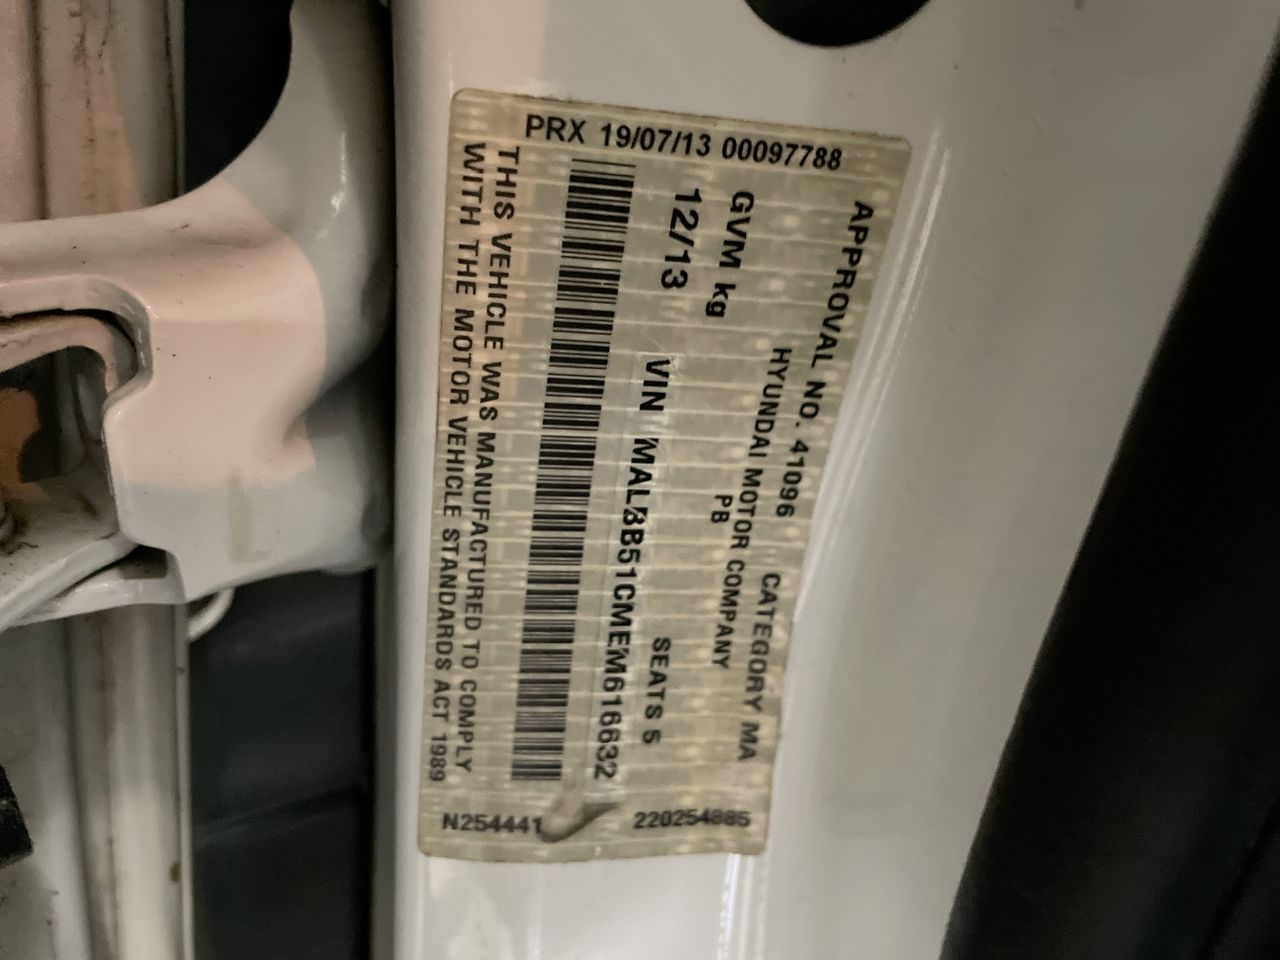 PRX 19/07/13 00097788
APPROVAL NO. 41096 CATEGORY MA
HYUNDAI MOTOR COMPANY
PB
GVM kg SEATS 5
12/13
VIN MALBB51CMEM616632
THIS VEHICLE WAS MANUFACTURED TO COMPLY
WITH THE MOTOR VEHICLE STANDARDS ACT 1989
N254441